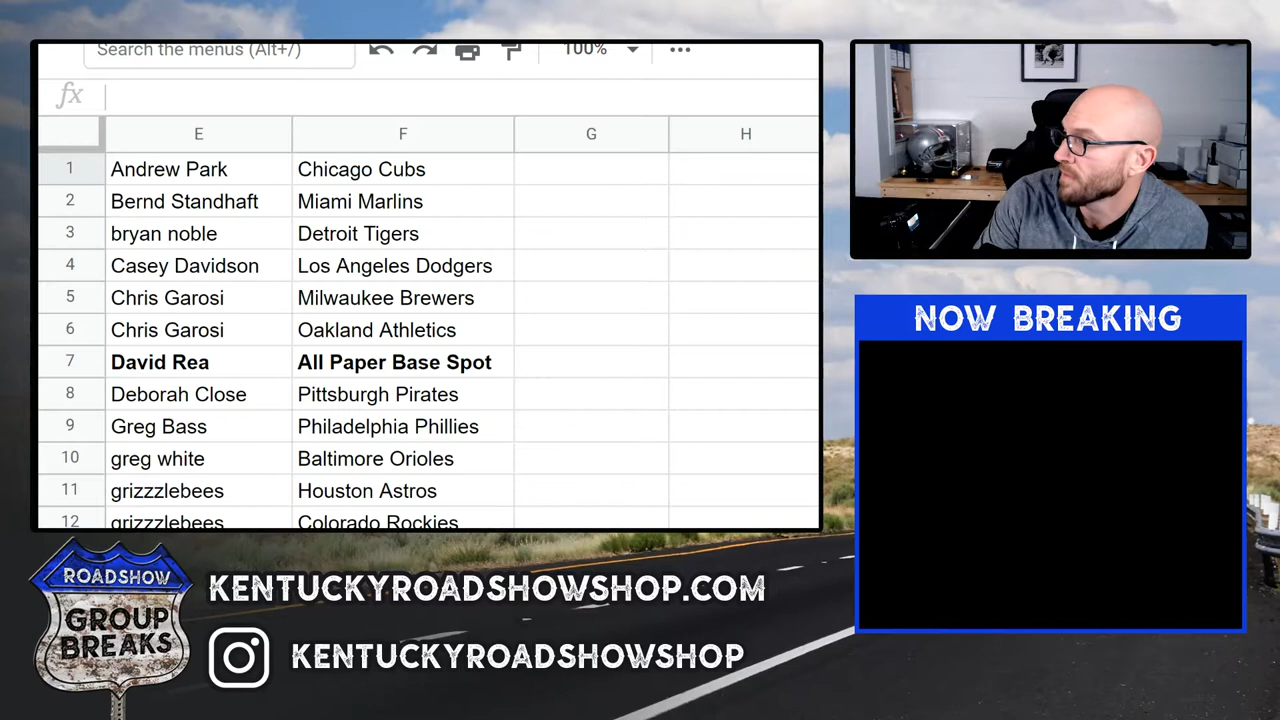 Search the menus (Alt+/)
100%
fx
E F G H
1 Andrew Park Chicago Cubs
2 Bernd Standhaft Miami Marlins
3 bryan noble Detroit Tigers
4 Casey Davidson Los Angeles Dodgers
5 Chris Garosi Milwaukee Brewers
6 Chris Garosi Oakland Athletics
7 David Rea All Paper Base Spot
8 Deborah Close Pittsburgh Pirates
9 Greg Bass Philadelphia Phillies
10 greg white Baltimore Orioles
11 grizzzlebees Houston Astros
12 grizzzlebees Colorado Rockies
NOW BREAKING
ROADSHOW
GROUP
BREAKS
KENTUCKYROADSHOWSHOP.COM
KENTUCKYROADSHOWSHOP